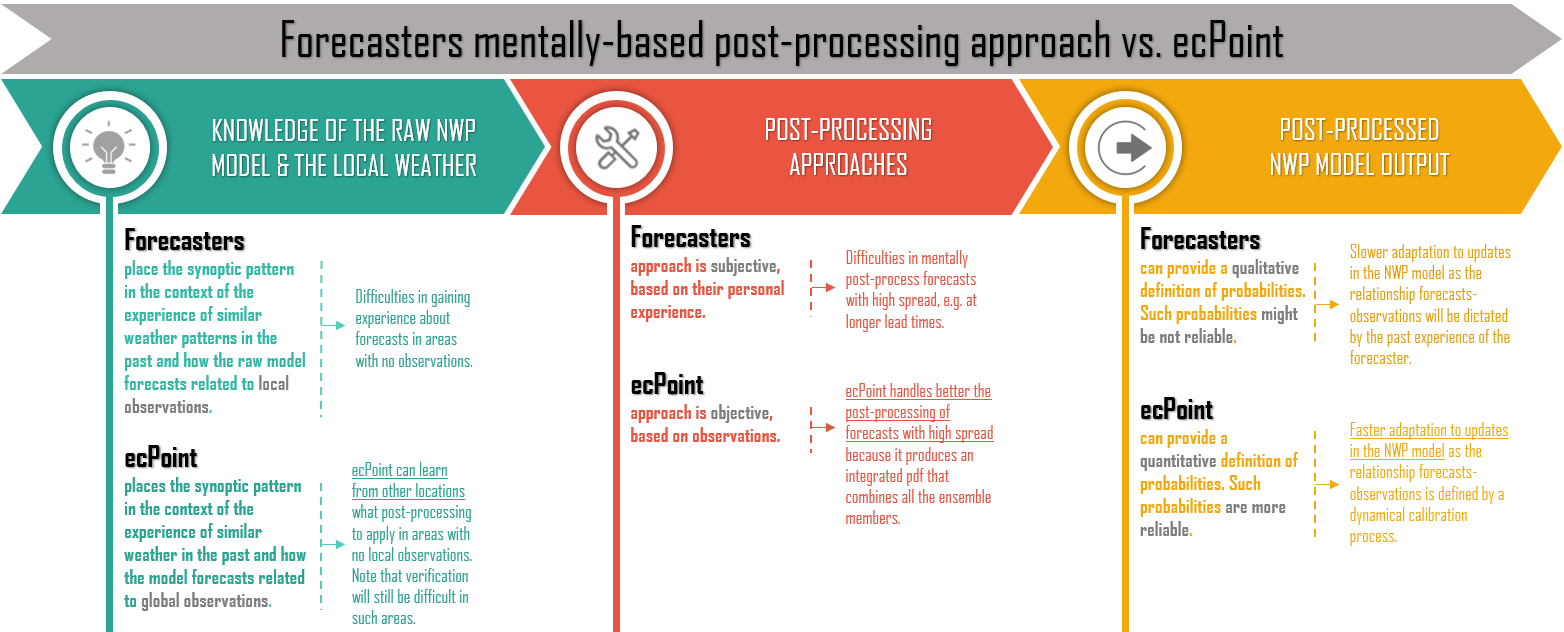 Forecasters mentally-based post-processing approach vs. ecPoint
KNOWLEDGE OF THE RAW NWP
MODEL & THE LOCAL WEATHER
Forecasters
place the synoptic pattern
in the context of the
experience of similar
weather patterns in the
past and how the raw model
forecasts related to local
observations.
Difficulties in gaining
experience about
forecasts in areas
with no observations.
ecPoint
places the synoptic pattern
in the context of the
experience of similar
weather in the past and how
the model forecasts related
to global observations.
ecPoint can learn
from other locations
what post-processing
to apply in areas with
no local observations.
Note that verification
will still be difficult in
such areas.
POST-PROCESSING
APPROACHES
Forecasters
approach is subjective,
based on their personal
experience.
Difficulties in mentally
post-process forecasts
with high spread, e.g. at
longer lead times.
ecPoint
approach is objective,
based on observations.
ecPoint handles better the
post-processing of
forecasts with high spread
because it produces an
integrated pdf that
combines all the ensemble
members.
POST-PROCESSED
NWP MODEL OUTPUT
Forecasters
can provide a qualitative
definition of probabilities.
Such probabilities might
be not reliable.
Slower adaptation to updates
in the NWP model as the
relationship forecasts-
observations will be dictated
by the past experience of the
forecaster.
ecPoint
can provide a
quantitative definition of
probabilities. Such
probabilities are more
reliable.
Faster adaptation to updates
in the NWP model as the
relationship forecasts-
observations is defined by a
dynamical calibration
process.